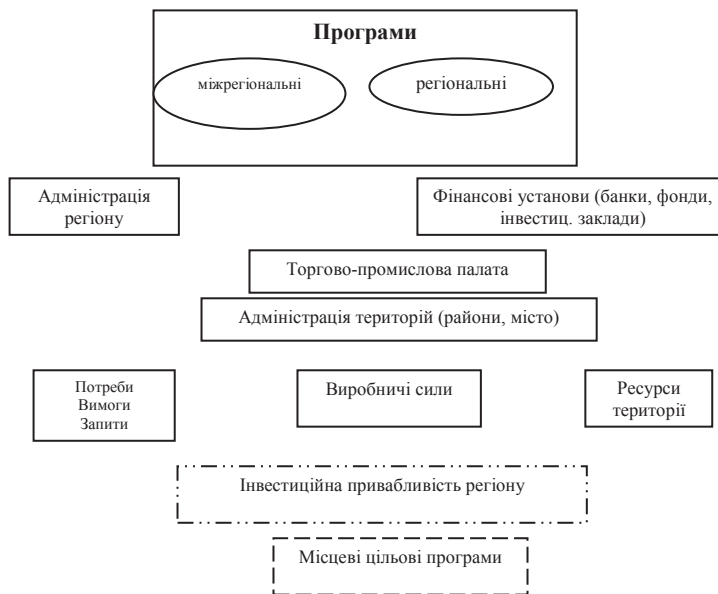 Програми
міжрегіональні
регіональні
Адміністрація
регіону
Фінансові установи (банки, фонди,
інвестиц. заклади)
Торгово-промислова палата
Адміністрація територій (райони, місто)
Потреби
Вимоги
Запити
Виробничі сили
Ресурси
території
Інвестиційна привабливість регіону
Місцеві цільові програми